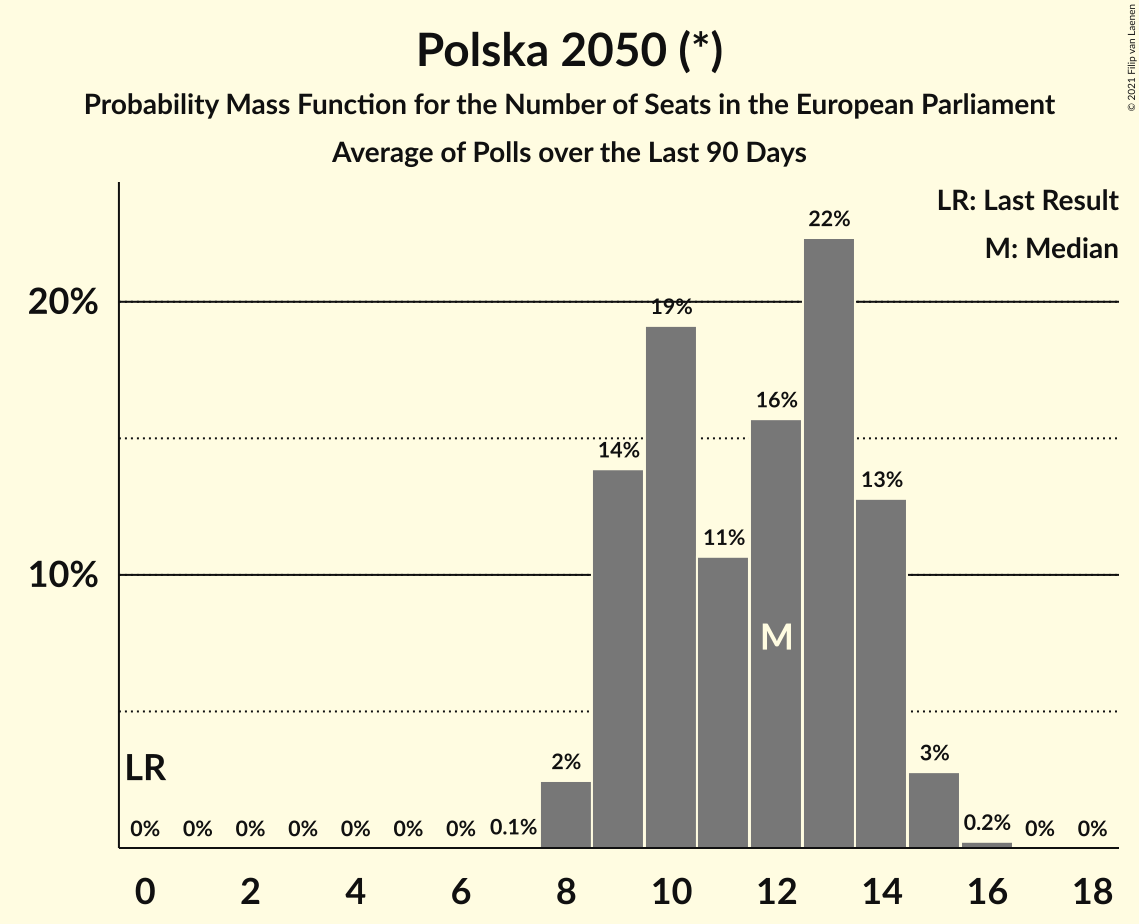 Polska 2050 (*)
Probability Mass Function for the Number of Seats in the European Parliament
Average of Polls over the Last 90 Days
© 2021 Filip van Laenen
LR: Last Result
M: Median
22%
20%
19%
16%
14%
13%
11%
10%
M
LR
2%
3%
0% 0% 0% 0% 0% 0% 0% 0.1% 0.2% 0% 0%
0 2 4 6 8 10 12 14 16 18